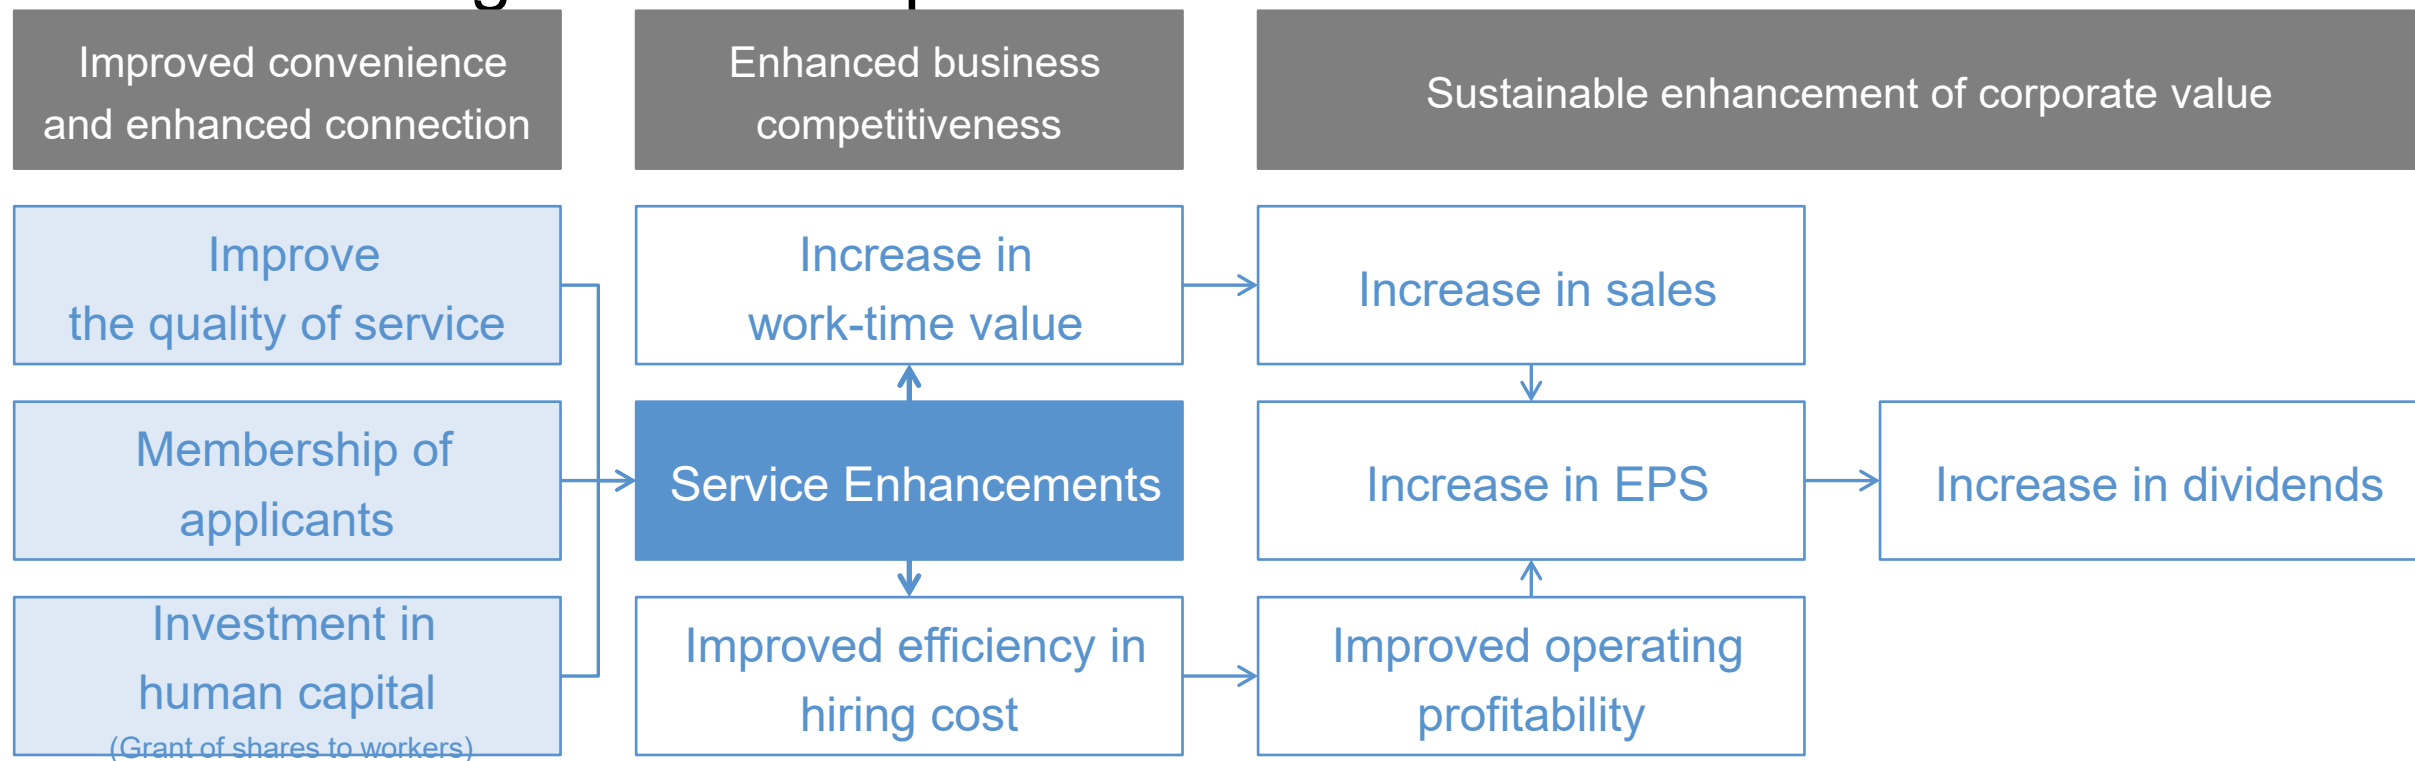 Improved convenience
and enhanced connection
Enhanced business
competitiveness
Sustainable enhancement of corporate value
Improve
the quality of service
Increase in
work-time value
Increase in sales
Membership of
applicants
Service Enhancements
Increase in EPS
Increase in dividends
Investment in
human capital
(Grant of shares to workers)
Improved efficiency in
hiring cost
Improved operating
profitability